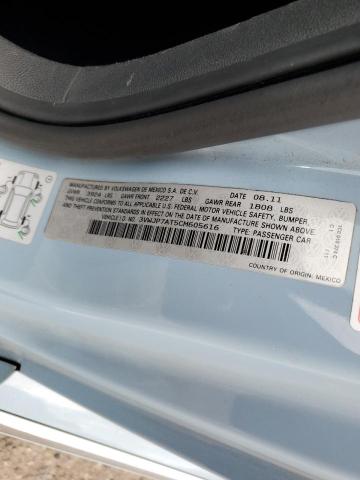 MANUFACTURED BY VOLKSWAGEN DE MEXICO S.A. DE C.V. DATE 08.11
GVWR 3924 LBS GAWR FRONT 2227 LBS GAWR REAR 1808 LBS
THIS VEHICLE CONFORMS TO ALL APPLICABLE FEDERAL MOTOR VEHICLE SAFETY, BUMPER,
AND THEFT PREVENTION STANDARDS IN EFFECT ON THE DATE OF MANUFACTURE SHOWN ABOVE.
VEHICLE I.D. NO. 3VWJP7AT5CM605616 TYPE: PASSENGER CAR
COUNTRY OF ORIGIN: MEXICO